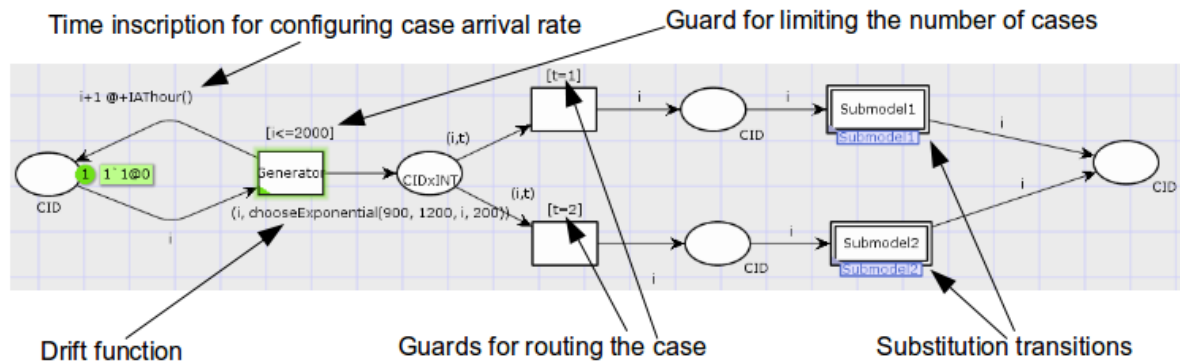 Time inscription for configuring case arrival rate
Guard for limiting the number of cases
i+1 @+IAThour()
[t=1]
[i<=2000]
i
i
Submodel1
Submodel1
(i,t)
CID
i
1 1`1@0
Generator
CIDxINT
CID
CID
(i, chooseExponential(900, 1200, i, 200))
(i,t)
[t=2]
i
i
i
Submodel2
Submodel2
CID
i
Drift function
Guards for routing the case
Substitution transitions